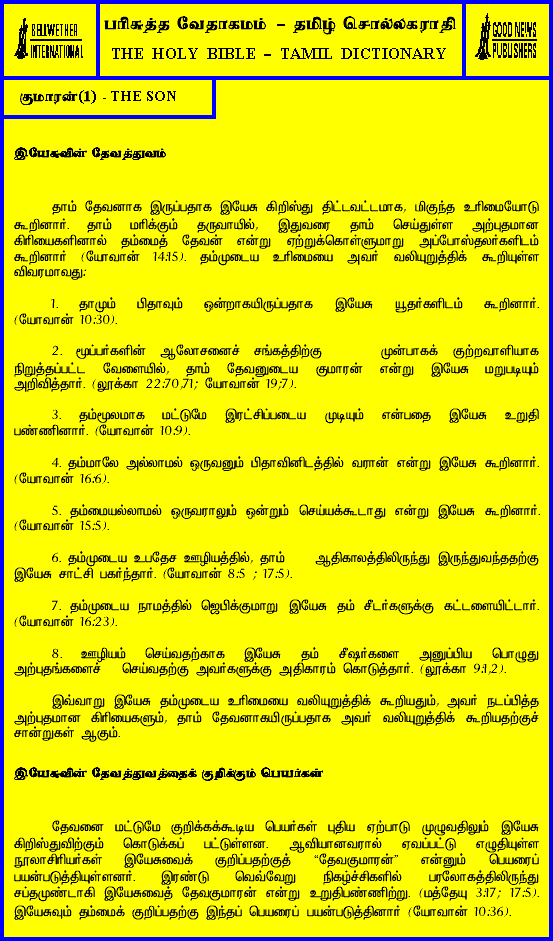 BELLWETHER
INTERNATIONAL
பரிசுத்த வேதாகமம் – தமிழ் சொல்லகராதி
THE HOLY BIBLE – TAMIL DICTIONARY
GOOD NEWS
PUBLISHERS
குமாரன்(1) - THE SON
இயேசுவின் தேவத்துவம்
தாம் தேவனாக இருப்பதாக இயேசு கிறிஸ்து திட்டவட்டமாக, மிகுந்த உரிமையோடு
கூறினார். தாம் மரிக்கும் தருவாயில், இதுவரை தாம் செய்துள்ள அற்புதமான
கிரியைகளினால் தம்மைத் தேவன் என்று ஏற்றுக்கொள்ளுமாறு அப்போஸ்தலர்களிடம்
கூறினார் (யோவான் 14:15). தம்முடைய உரிமையை அவர் வலியுறுத்திக் கூறியுள்ள
விவரமாவது:
1. தாமும் பிதாவும் ஒன்றாகயிருப்பதாக இயேசு யூதர்களிடம் கூறினார்.
(யோவான் 10:30).
2. மூப்பர்களின் ஆலோசனைச் சங்கத்திற்கு முன்பாகக் குற்றவாளியாக
நிறுத்தப்பட்ட வேளையில், தாம் தேவனுடைய குமாரன் என்று இயேசு மறுபடியும்
அறிவித்தார். (லூக்கா 22:70,71; யோவான் 19;7).
3. தம்மூலமாக மட்டுமே இரட்சிப்படைய முடியும் என்பதை இயேசு உறுதி
பண்ணினார். (யோவான் 10:9).
4. தம்மாலே அல்லாமல் ஒருவனும் பிதாவினிடத்தில் வரான் என்று இயேசு கூறினார்.
(யோவான் 16:6).
5. தம்மையல்லாமல் ஒருவராலும் ஒன்றும் செய்யக்கூடாது என்று இயேசு கூறினார்.
(யோவான் 15:5).
6. தம்முடைய உபதேச ஊழியத்தில், தாம் ஆதிகாலத்திலிருந்து இருந்துவந்ததற்கு
இயேசு சாட்சி பகர்ந்தார். (யோவான் 8:5 ; 17:5).
7. தம்முடைய நாமத்தில் ஜெபிக்குமாறு இயேசு தம் சீடர்களுக்கு கட்டளையிட்டார்.
(யோவான் 16:23).
8. ஊழியம் செய்வதற்காக இயேசு தம் சீஷர்களை அனுப்பிய பொழுது
அற்புதங்களைச் செய்வதற்கு அவர்களுக்கு அதிகாரம் கொடுத்தார். (லூக்கா 9:1,2).
இவ்வாறு இயேசு தம்முடைய உரிமையை வலியுறுத்திக் கூறியதும், அவர் நடப்பித்த
அற்புதமான கிரியைகளும், தாம் தேவனாகயிருப்பதாக அவர் வலியுறுத்திக் கூறியதற்குச்
சான்றுகள் ஆகும்.
இயேசுவின் தேவத்துவத்தைக் குறிக்கும் பெயர்கள்
தேவனை மட்டுமே குறிக்கக்கூடிய பெயர்கள் புதிய ஏற்பாடு முழுவதிலும் இயேசு
கிறிஸ்துவிற்கும் கொடுக்கப் பட்டுள்ளன. ஆவியானவரால் ஏவப்பட்டு எழுதியுள்ள
நூலாசிரியர்கள் இயேசுவைக் குறிப்பதற்குத் “தேவகுமாரன்” என்னும் பெயரைப்
பயன்படுத்தியுள்ளனர். இரண்டு வெவ்வேறு நிகழ்ச்சிகளில் பரலோகத்திலிருந்து
சப்தமுண்டாகி இயேசுவைத் தேவகுமாரன் என்று உறுதிபண்ணிற்று. (மத்தேயு 3:17; 17:5).
இயேசுவும் தம்மைக் குறிப்பதற்கு இந்தப் பெயரைப் பயன்படுத்தினார் (யோவான் 10:36).